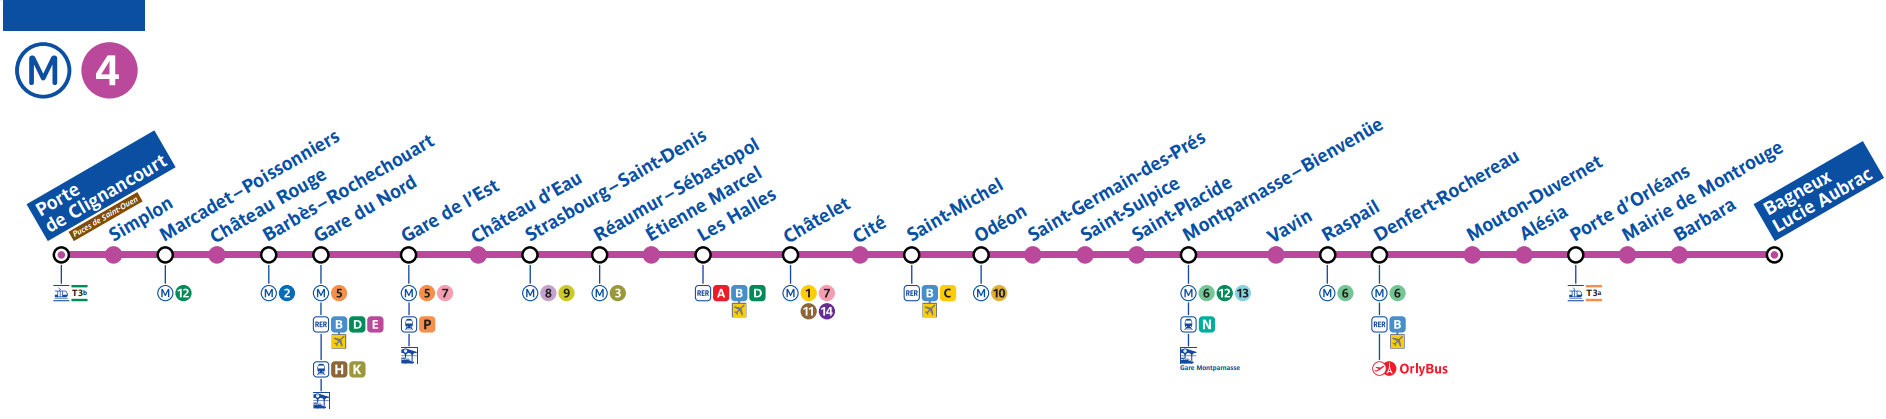 M 4
Porte
de Clignancourt
Puces de Saint-Ouen
Simplon
Marcadet – Poissonniers
Château Rouge
Barbès – Rochechouart
Gare du Nord
Gare de l'Est
Château d'Eau
Strasbourg – Saint-Denis
Réaumur – Sébastopol
Étienne Marcel
Les Halles
Châtelet
Cité
Saint-Michel
Odéon
Saint-Germain-des-Prés
Saint-Sulpice
Saint-Placide
Montparnasse – Bienvenüe
Vavin
Raspail
Denfert-Rochereau
Mouton-Duvernet
Alésia
Porte d'Orléans
Mairie de Montrouge
Barbara
Bagneux
Lucie Aubrac
T3b
M 12
M 2
M 5
RER B D E
H K
M 5 7
P
M 8 9
M 3
RER A B D
M 1 7
11 14
RER B C
M 10
M 6 12 13
N
Gare Montparnasse
M 6
M 6
RER B
OrlyBus
T3a